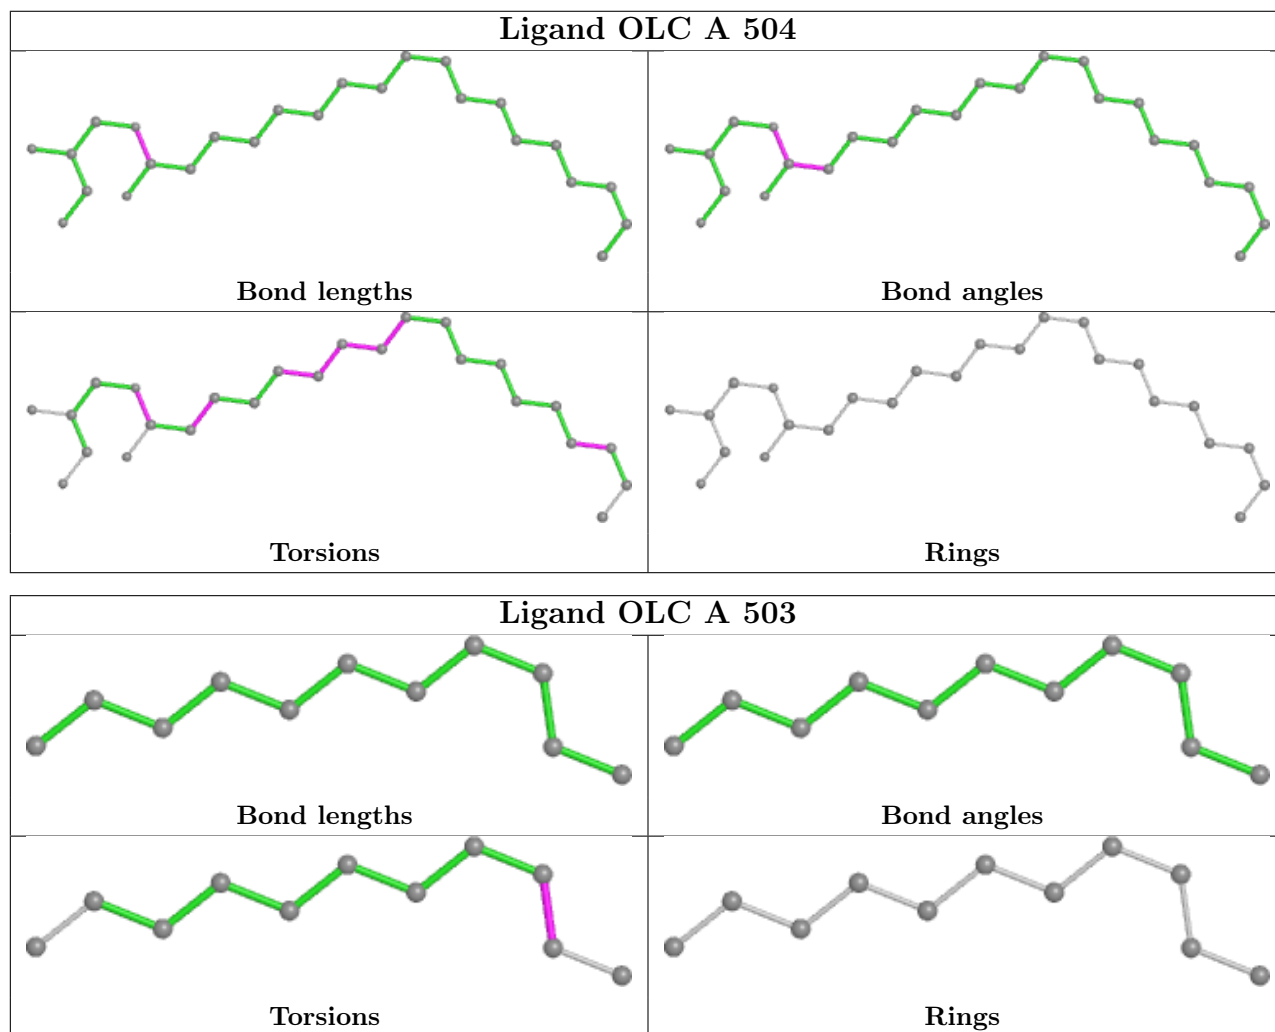 Ligand OLC A 504
Bond lengths
Bond angles
Torsions
Rings
Ligand OLC A 503
Bond lengths
Bond angles
Torsions
Rings